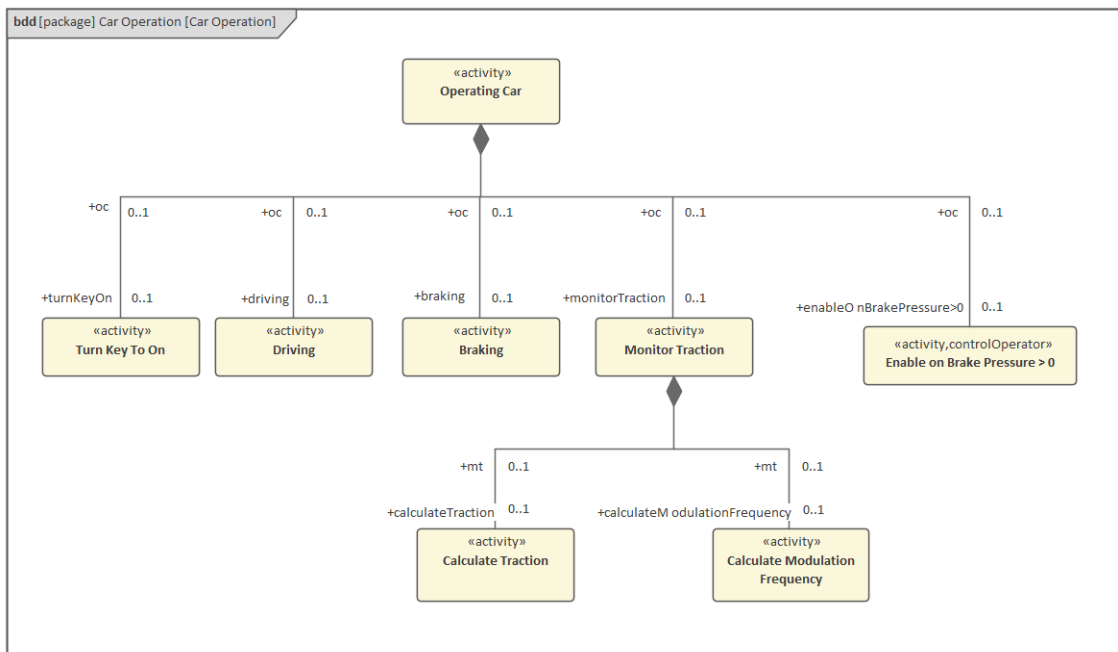 bdd [package] Car Operation [Car Operation]
«activity»
Operating Car
+oc 0..1 +oc 0..1 +oc 0..1 +oc 0..1 +oc 0..1
+turnKeyOn 0..1 +driving 0..1 +braking 0..1 +monitorTraction 0..1 +enableO nBrakePressure>0 0..1
«activity»
Turn Key To On
«activity»
Driving
«activity»
Braking
«activity»
Monitor Traction
«activity,controlOperator»
Enable on Brake Pressure > 0
+mt 0..1 +mt 0..1
+calculateTraction 0..1 +calculateM odulationFrequency 0..1
«activity»
Calculate Traction
«activity»
Calculate Modulation
Frequency